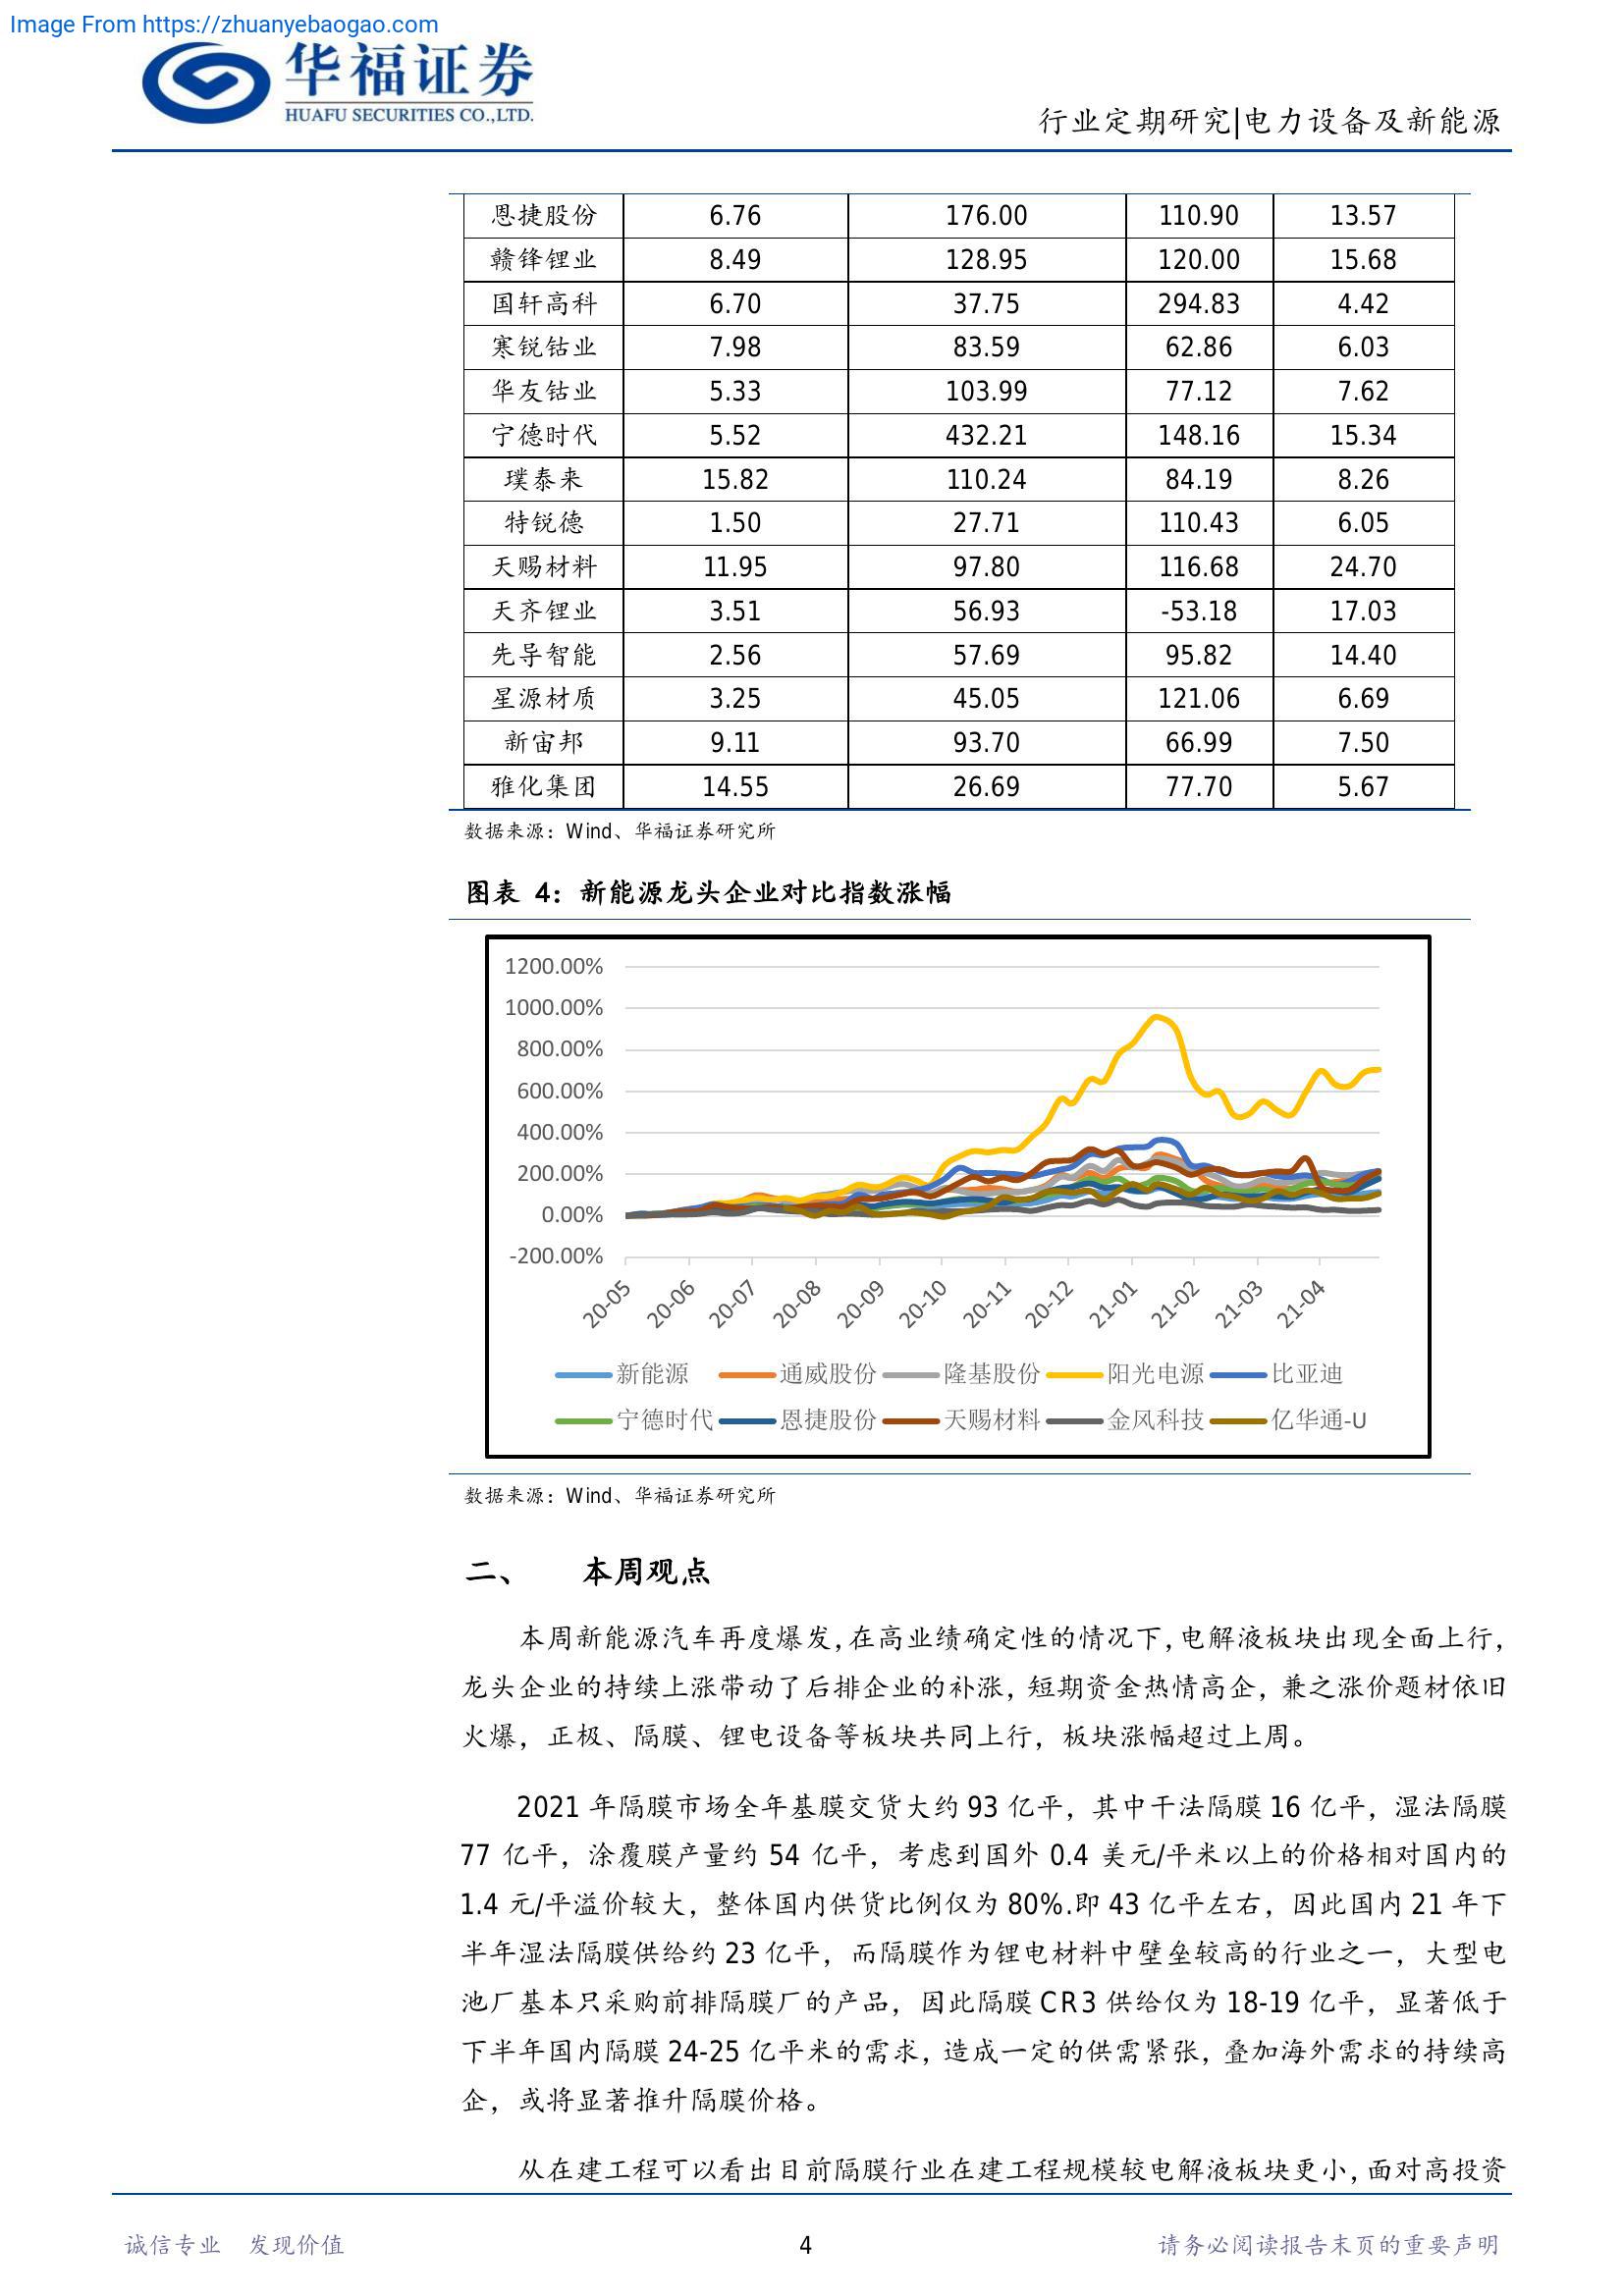 Image From https://zhuanyebaogao.com
华福证券
HUAFU SECURITIES CO.,LTD.
行业定期研究|电力设备及新能源
恩捷股份 6.76 176.00 110.90 13.57
赣锋锂业 8.49 128.95 120.00 15.68
国轩高科 6.70 37.75 294.83 4.42
寒锐钴业 7.98 83.59 62.86 6.03
华友钴业 5.33 103.99 77.12 7.62
宁德时代 5.52 432.21 148.16 15.34
璞泰来 15.82 110.24 84.19 8.26
特锐德 1.50 27.71 110.43 6.05
天赐材料 11.95 97.80 116.68 24.70
天齐锂业 3.51 56.93 -53.18 17.03
先导智能 2.56 57.69 95.82 14.40
星源材质 3.25 45.05 121.06 6.69
新宙邦 9.11 93.70 66.99 7.50
雅化集团 14.55 26.69 77.70 5.67
数据来源：Wind、华福证券研究所
图表 4：新能源龙头企业对比指数涨幅
1200.00%
1000.00%
800.00%
600.00%
400.00%
200.00%
0.00%
-200.00%
20-05 20-06 20-07 20-08 20-09 20-10 20-11 20-12 21-01 21-02 21-03 21-04
新能源 通威股份 隆基股份 阳光电源 比亚迪
宁德时代 恩捷股份 天赐材料 金风科技 亿华通-U
数据来源：Wind、华福证券研究所
二、 本周观点
本周新能源汽车再度爆发，在高业绩确定性的情况下，电解液板块出现全面上行，
龙头企业的持续上涨带动了后排企业的补涨，短期资金热情高企，兼之涨价题材依旧
火爆，正极、隔膜、锂电设备等板块共同上行，板块涨幅超过上周。
2021 年隔膜市场全年基膜交货大约 93 亿平，其中干法隔膜 16 亿平，湿法隔膜
77 亿平，涂覆膜产量约 54 亿平，考虑到国外 0.4 美元/平米以上的价格相对国内的
1.4 元/平溢价较大，整体国内供货比例仅为 80%.即 43 亿平左右，因此国内 21 年下
半年湿法隔膜供给约 23 亿平，而隔膜作为锂电材料中壁垒较高的行业之一，大型电
池厂基本只采购前排隔膜厂的产品，因此隔膜 CR3 供给仅为 18-19 亿平，显著低于
下半年国内隔膜 24-25 亿平米的需求，造成一定的供需紧张，叠加海外需求的持续高
企，或将显著推升隔膜价格。
从在建工程可以看出目前隔膜行业在建工程规模较电解液板块更小，面对高投资
诚信专业 发现价值 4 请务必阅读报告末页的重要声明